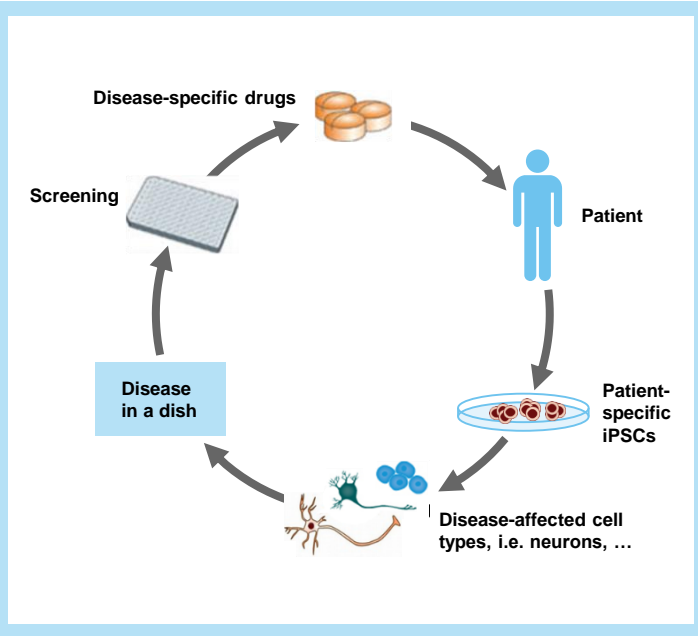 Disease-specific drugs
Screening
Patient
Disease
in a dish
Patient-
specific
iPSCs
Disease-affected cell
types, i.e. neurons, …